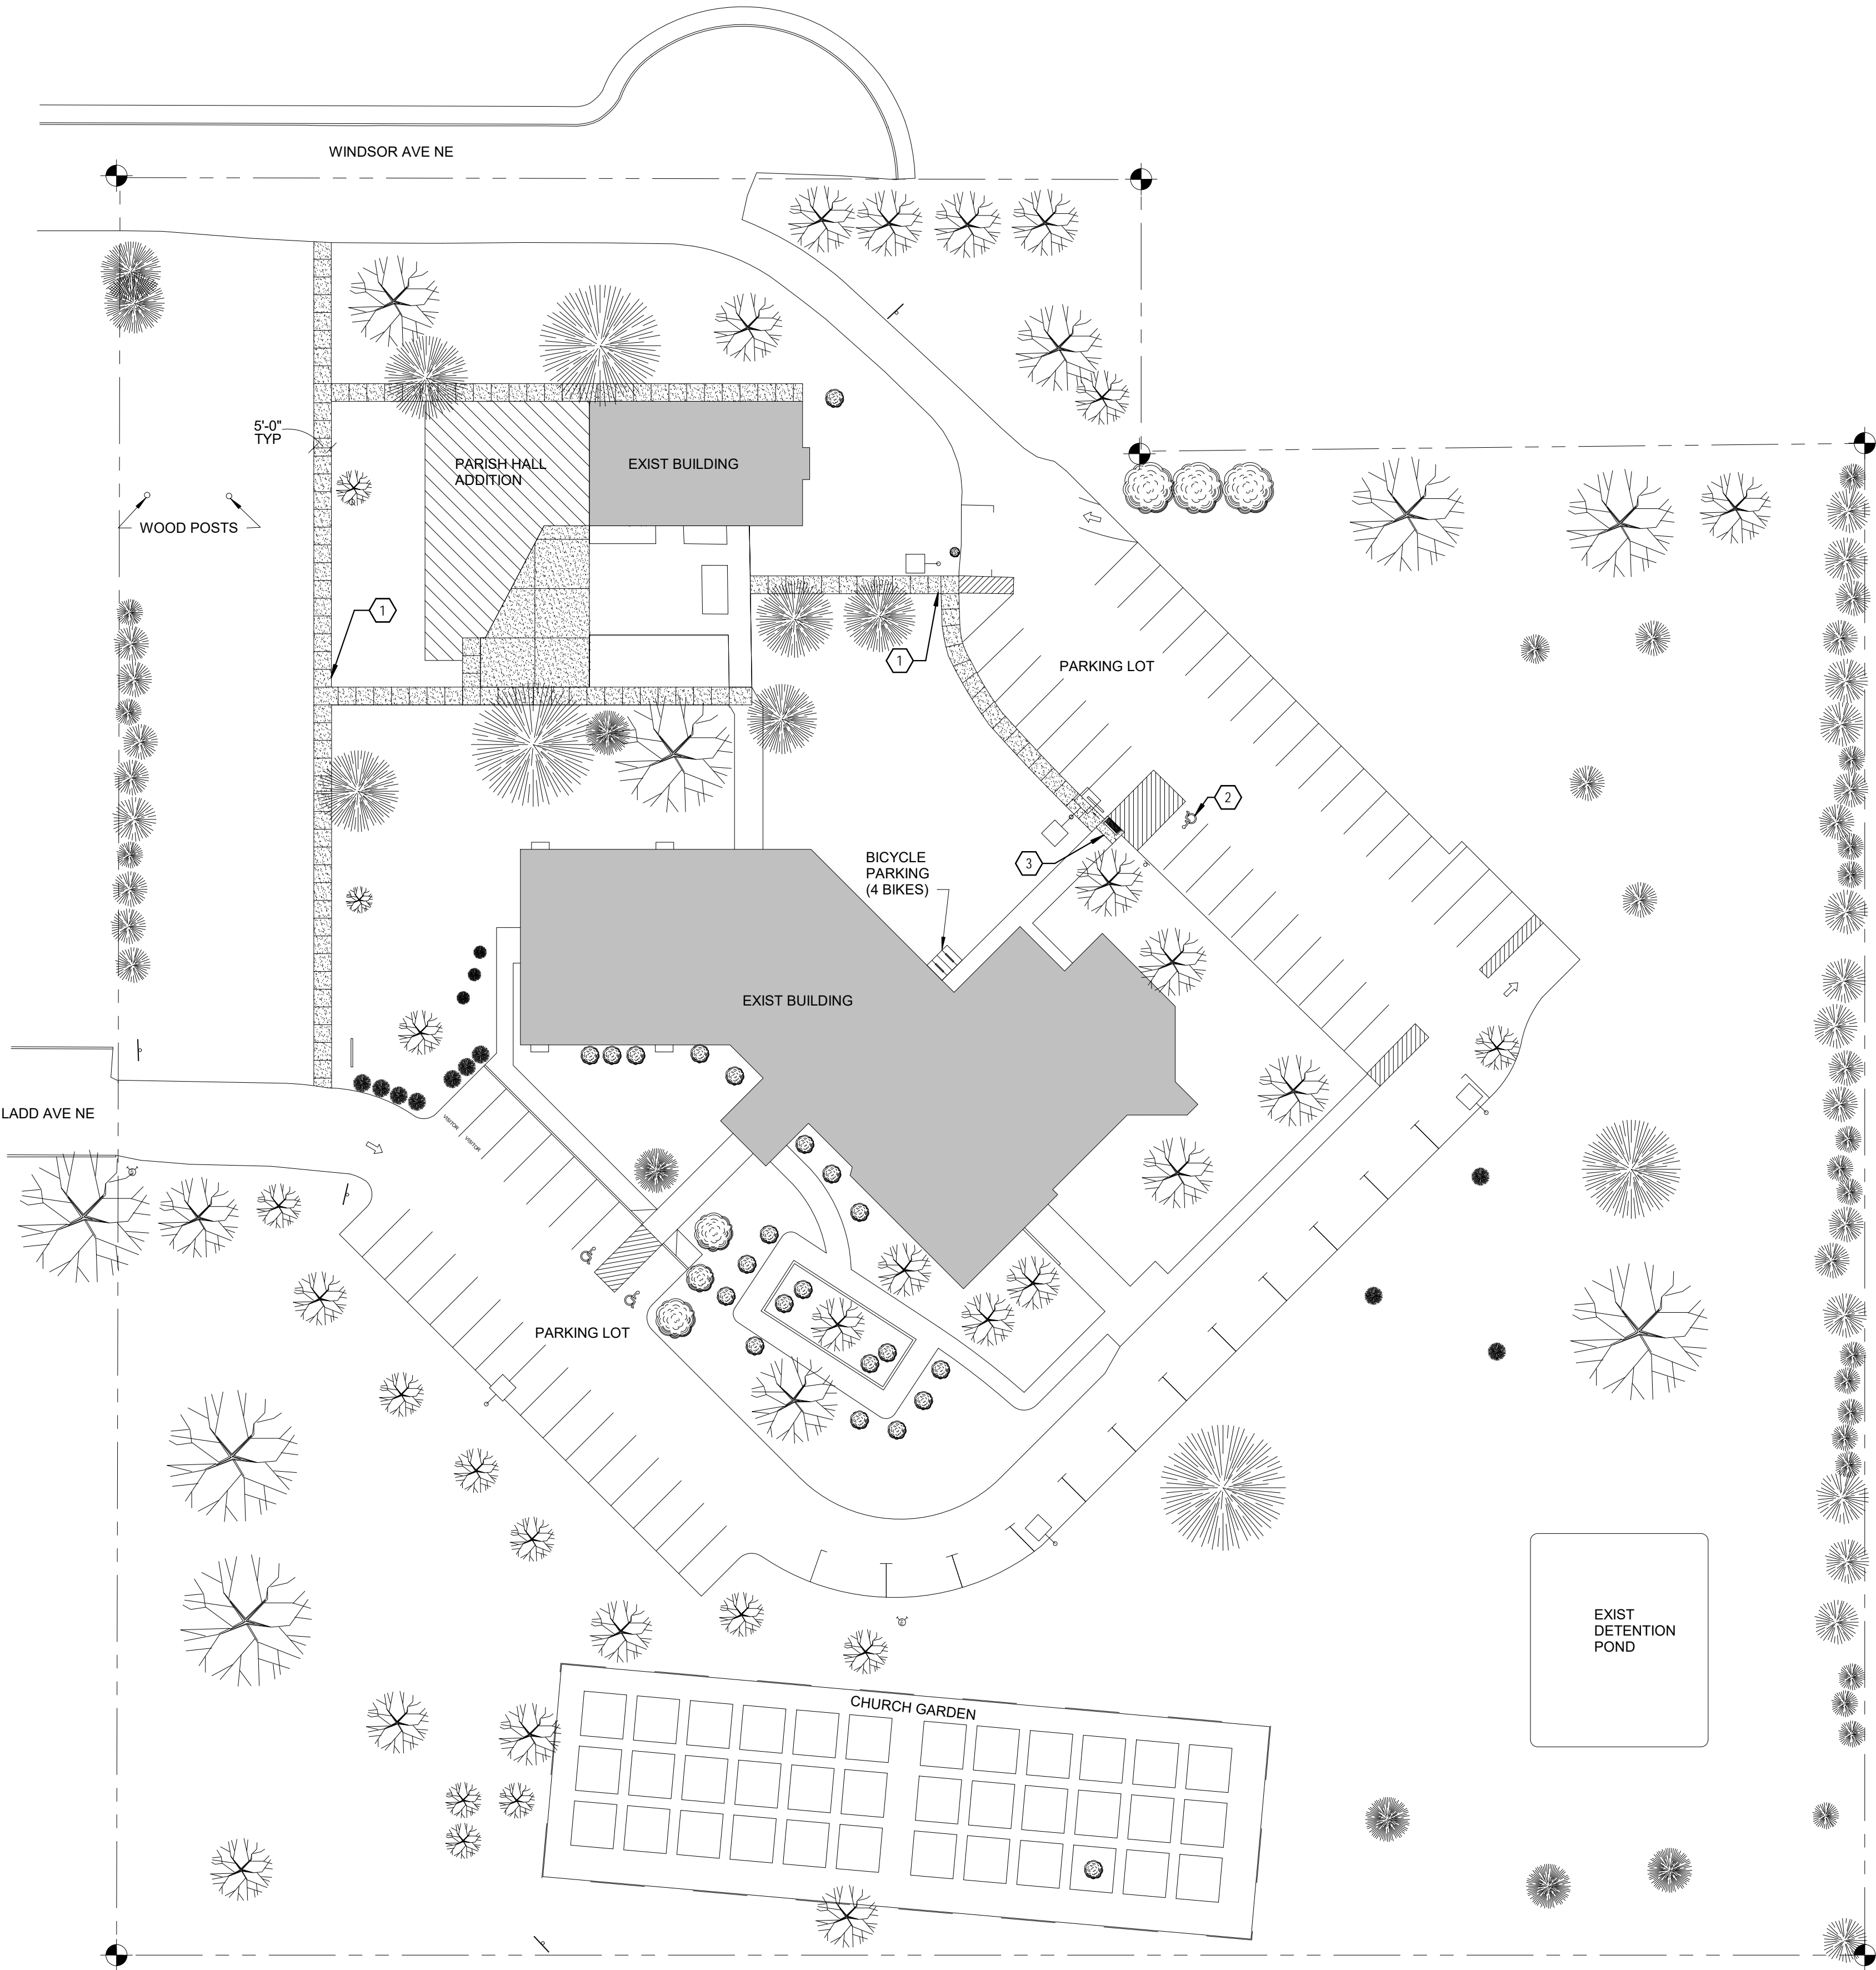 WINDSOR AVE NE
5'-0"
TYP
PARISH HALL
ADDITION
EXIST BUILDING
WOOD POSTS
1
1
PARKING LOT
2
3
BICYCLE
PARKING
(4 BIKES)
EXIST BUILDING
LADD AVE NE
VISITOR
VISITOR
PARKING LOT
EXIST
DETENTION
POND
CHURCH GARDEN